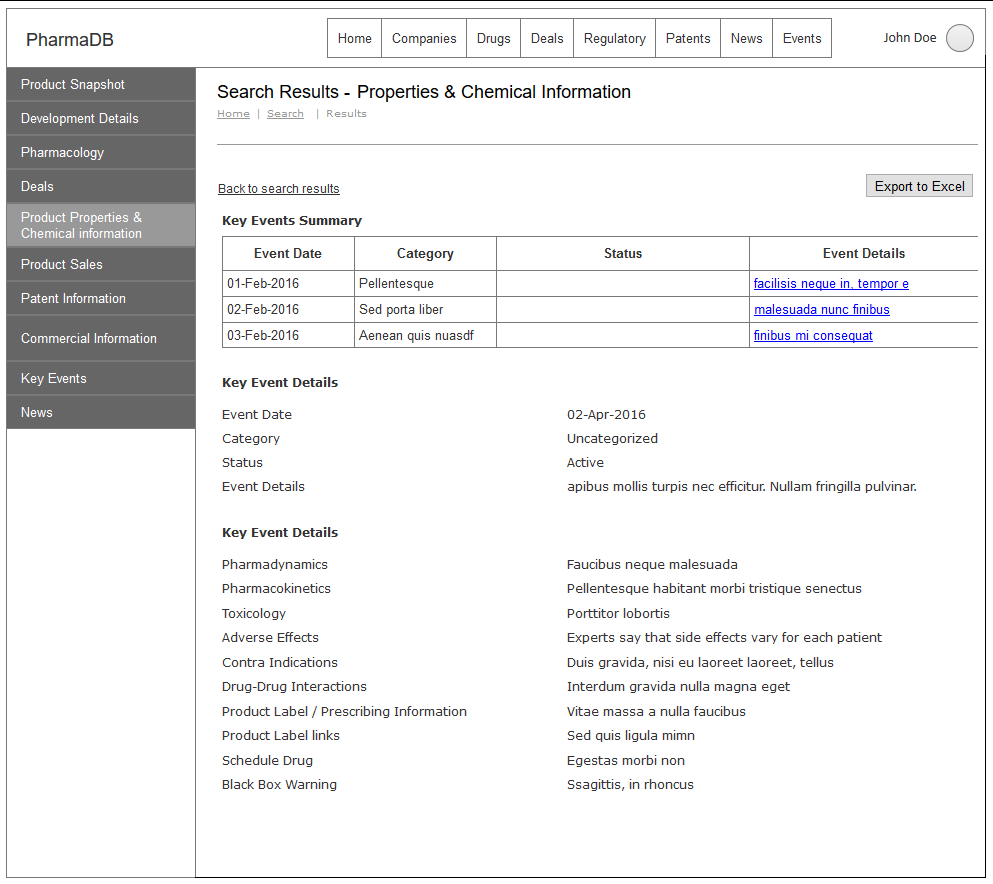 PharmaDB
Home Companies Drugs Deals Regulatory Patents News Events
John Doe
Product Snapshot
Development Details
Pharmacology
Deals
Product Properties &
Chemical information
Product Sales
Patent Information
Commercial Information
Key Events
News
Search Results - Properties & Chemical Information
Home | Search | Results
Back to search results
Export to Excel
Key Events Summary
Event Date Category Status Event Details
01-Feb-2016 Pellentesque facilisis neque in, tempor e
02-Feb-2016 Sed porta liber malesuada nunc finibus
03-Feb-2016 Aenean quis nuasdf finibus mi consequat
Key Event Details
Event Date 02-Apr-2016
Category Uncategorized
Status Active
Event Details apibus mollis turpis nec efficitur. Nullam fringilla pulvinar.
Key Event Details
Pharmadynamics Faucibus neque malesuada
Pharmacokinetics Pellentesque habitant morbi tristique senectus
Toxicology Porttitor lobortis
Adverse Effects Experts say that side effects vary for each patient
Contra Indications Duis gravida, nisi eu laoreet laoreet, tellus
Drug-Drug Interactions Interdum gravida nulla magna eget
Product Label / Prescribing Information Vitae massa a nulla faucibus
Product Label links Sed quis ligula mimn
Schedule Drug Egestas morbi non
Black Box Warning Ssagittis, in rhoncus